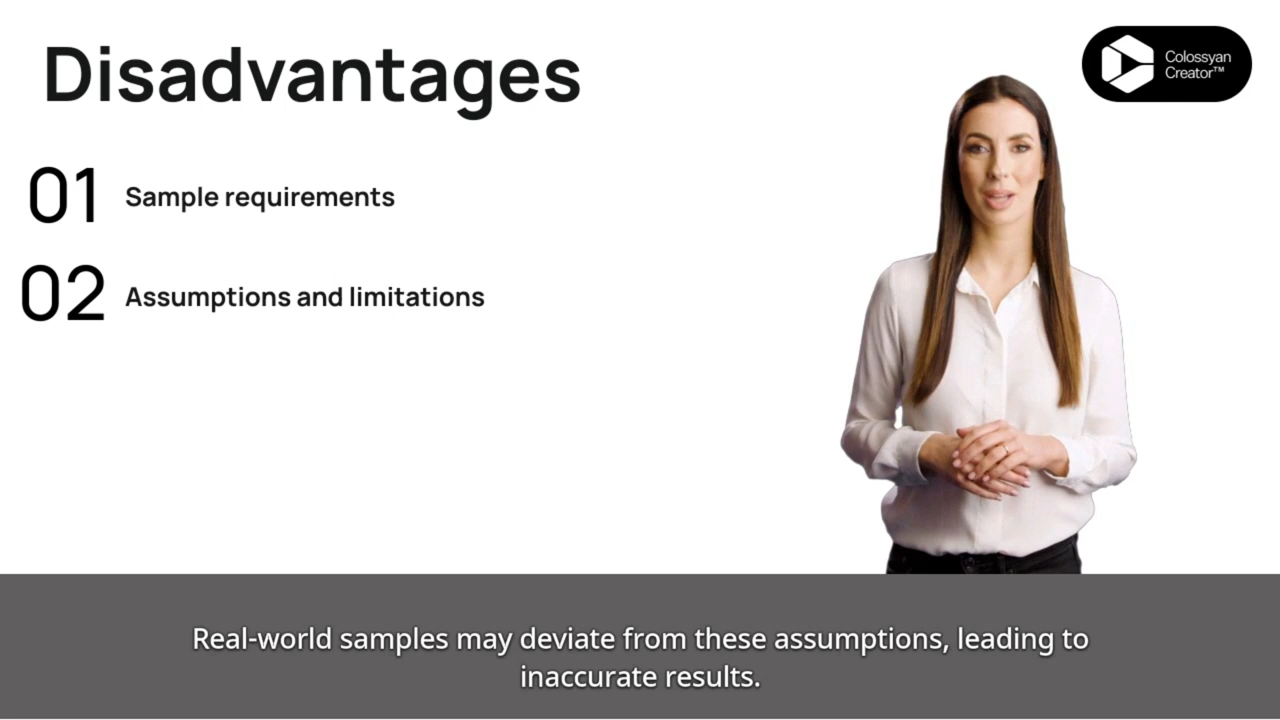 Disadvantages
Colossyan
Creator™
01 Sample requirements
02 Assumptions and limitations
Real-world samples may deviate from these assumptions, leading to
inaccurate results.